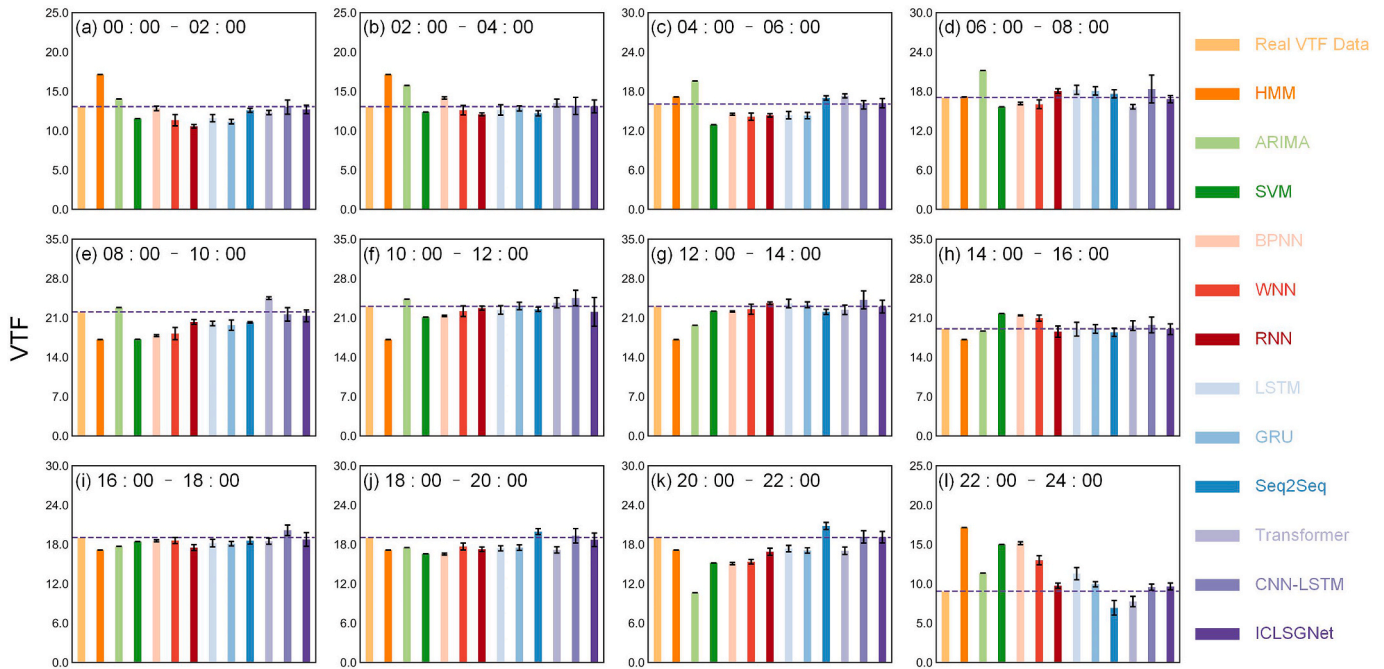 VTF
(a) 00 : 00 - 02 : 00
25.0
20.0
15.0
10.0
5.0
0.0
(b) 02 : 00 - 04 : 00
25.0
20.0
15.0
10.0
5.0
0.0
(c) 04 : 00 - 06 : 00
30.0
24.0
18.0
12.0
6.0
0.0
(d) 06 : 00 - 08 : 00
30.0
24.0
18.0
12.0
6.0
0.0
(e) 08 : 00 - 10 : 00
35.0
28.0
21.0
14.0
7.0
0.0
(f) 10 : 00 - 12 : 00
35.0
28.0
21.0
14.0
7.0
0.0
(g) 12 : 00 - 14 : 00
35.0
28.0
21.0
14.0
7.0
0.0
(h) 14 : 00 - 16 : 00
35.0
28.0
21.0
14.0
7.0
0.0
(i) 16 : 00 - 18 : 00
30.0
24.0
18.0
12.0
6.0
0.0
(j) 18 : 00 - 20 : 00
30.0
24.0
18.0
12.0
6.0
0.0
(k) 20 : 00 - 22 : 00
30.0
24.0
18.0
12.0
6.0
0.0
(l) 22 : 00 - 24 : 00
25.0
20.0
15.0
10.0
5.0
0.0
Real VTF Data
HMM
ARIMA
SVM
BPNN
WNN
RNN
LSTM
GRU
Seq2Seq
Transformer
CNN-LSTM
ICLSGNet